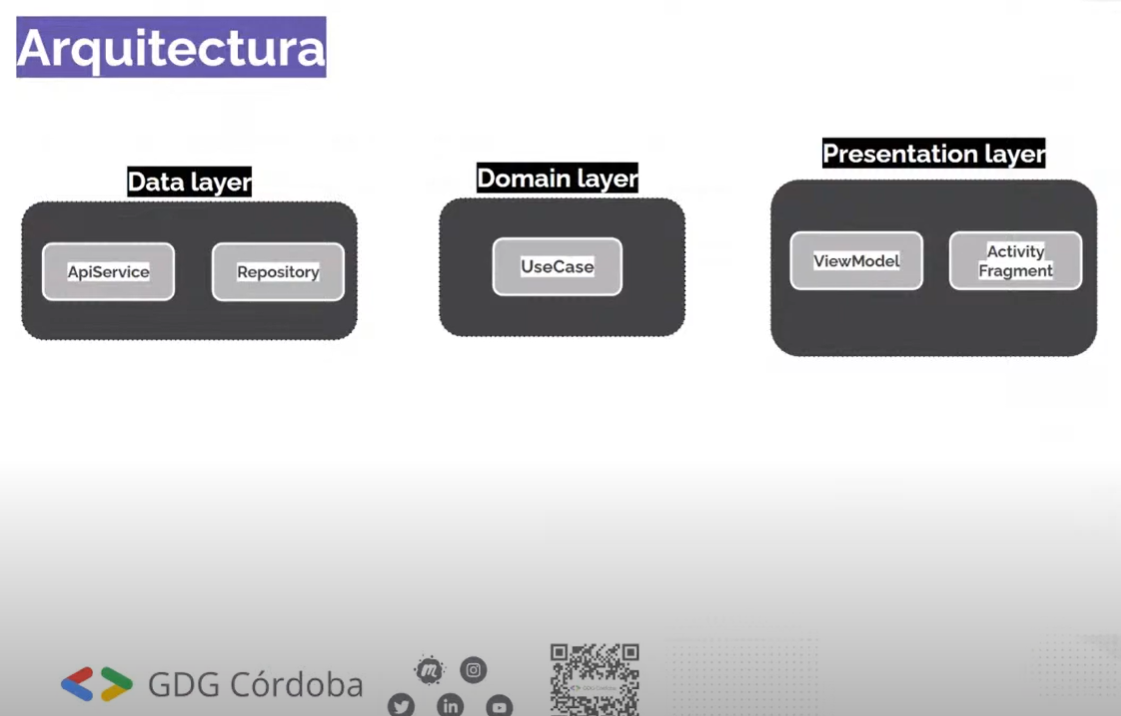 Arquitectura
Data layer
Domain layer
Presentation layer
ApiService
Repository
UseCase
ViewModel
Activity
Fragment
GDG Córdoba